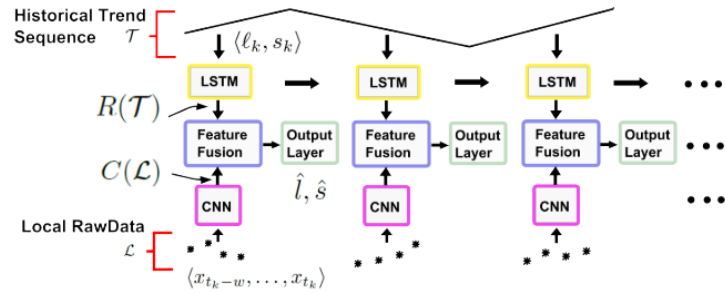 Historical Trend
Sequence
𝒯
⟨ℓ_k, s_k⟩
LSTM LSTM LSTM
R(𝒯)
Feature Fusion Output Layer Feature Fusion Output Layer Feature Fusion Output Layer
C(ℒ)
l̂, ŝ
CNN CNN CNN
Local RawData
ℒ
⟨x_{t_k−w}, . . . , x_{t_k}⟩